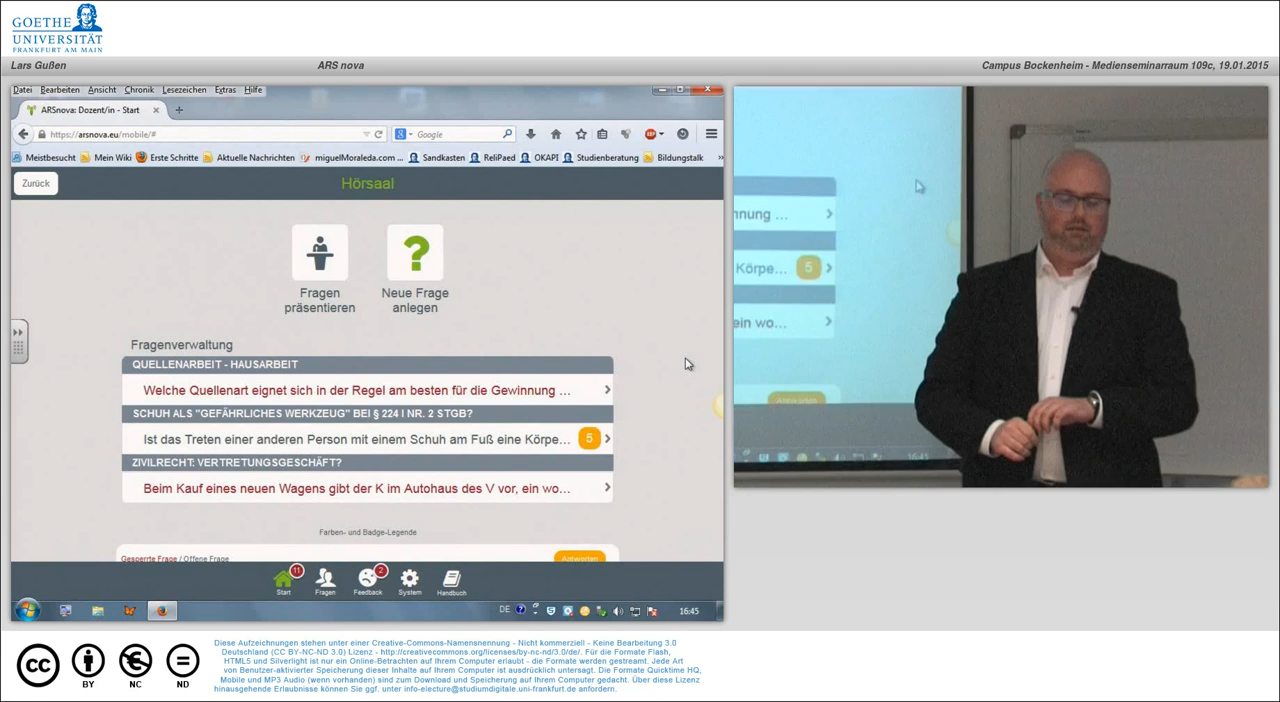 GOETHE
UNIVERSITÄT
FRANKFURT AM MAIN
Lars Gußen
ARS nova
Campus Bockenheim - Medienseminarraum 109c, 19.01.2015
Datei Bearbeiten Ansicht Chronik Lesezeichen Extras Hilfe
ARSnova: Dozent/in - Start
https://arsnova.eu/mobile/#
Google
Meistbesucht Mein Wiki Erste Schritte Aktuelle Nachrichten miguelMoraleda.com ... Sandkasten ReliPaed OKAPI Studienberatung Bildungstalk
Zurück
Hörsaal
Fragen präsentieren
Neue Frage anlegen
Fragenverwaltung
QUELLENARBEIT - HAUSARBEIT
Welche Quellenart eignet sich in der Regel am besten für die Gewinnung ...
SCHUH ALS "GEFÄHRLICHES WERKZEUG" BEI § 224 I NR. 2 STGB?
Ist das Treten einer anderen Person mit einem Schuh am Fuß eine Körpe... 5
ZIVILRECHT: VERTRETUNGSGESCHÄFT?
Beim Kauf eines neuen Wagens gibt der K im Autohaus des V vor, ein wo...
Farben- und Badge-Legende
Gesperrte Frage / Offene Frage
Antworten
11 2
Start Fragen Feedback System Handbuch
DE 16:45
nnung ...
Körpe... 5
ein wo...
Antworten
16:45
cc BY NC ND
Diese Aufzeichnungen stehen unter einer Creative-Commons-Namensnennung - Nicht kommerziell - Keine Bearbeitung 3.0
Deutschland (CC BY-NC-ND 3.0) Lizenz - http://creativecommons.org/licenses/by-nc-nd/3.0/de/. Für die Formate Flash,
HTML5 und Silverlight ist nur ein Online-Betrachten auf Ihrem Computer erlaubt - die Formate werden gestreamt. Jede Art
von Benutzer-aktivierter Speicherung dieser Inhalte auf Ihrem Computer ist ausdrücklich untersagt. Die Formate Quicktime HQ,
Mobile und MP3 Audio (wenn vorhanden) sind zum Download und Speicherung auf Ihrem Computer gedacht. Über diese Lizenz
hinausgehende Erlaubnisse können Sie ggf. unter info-electure@studiumdigitale.uni-frankfurt.de anfordern.